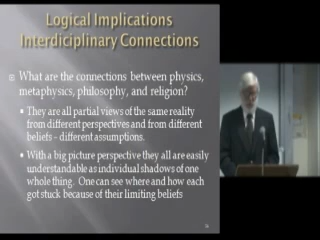 Logical Implications
Interdiciplinary Connections
What are the connections between physics,
metaphysics, philosophy, and religion?
They are all partial views of the same reality
from different perspectives and from different
beliefs – different assumptions.
With a big picture perspective they all are easily
understandable as individual shadows of one
whole thing. One can see where and how each
got stuck because of their limiting beliefs